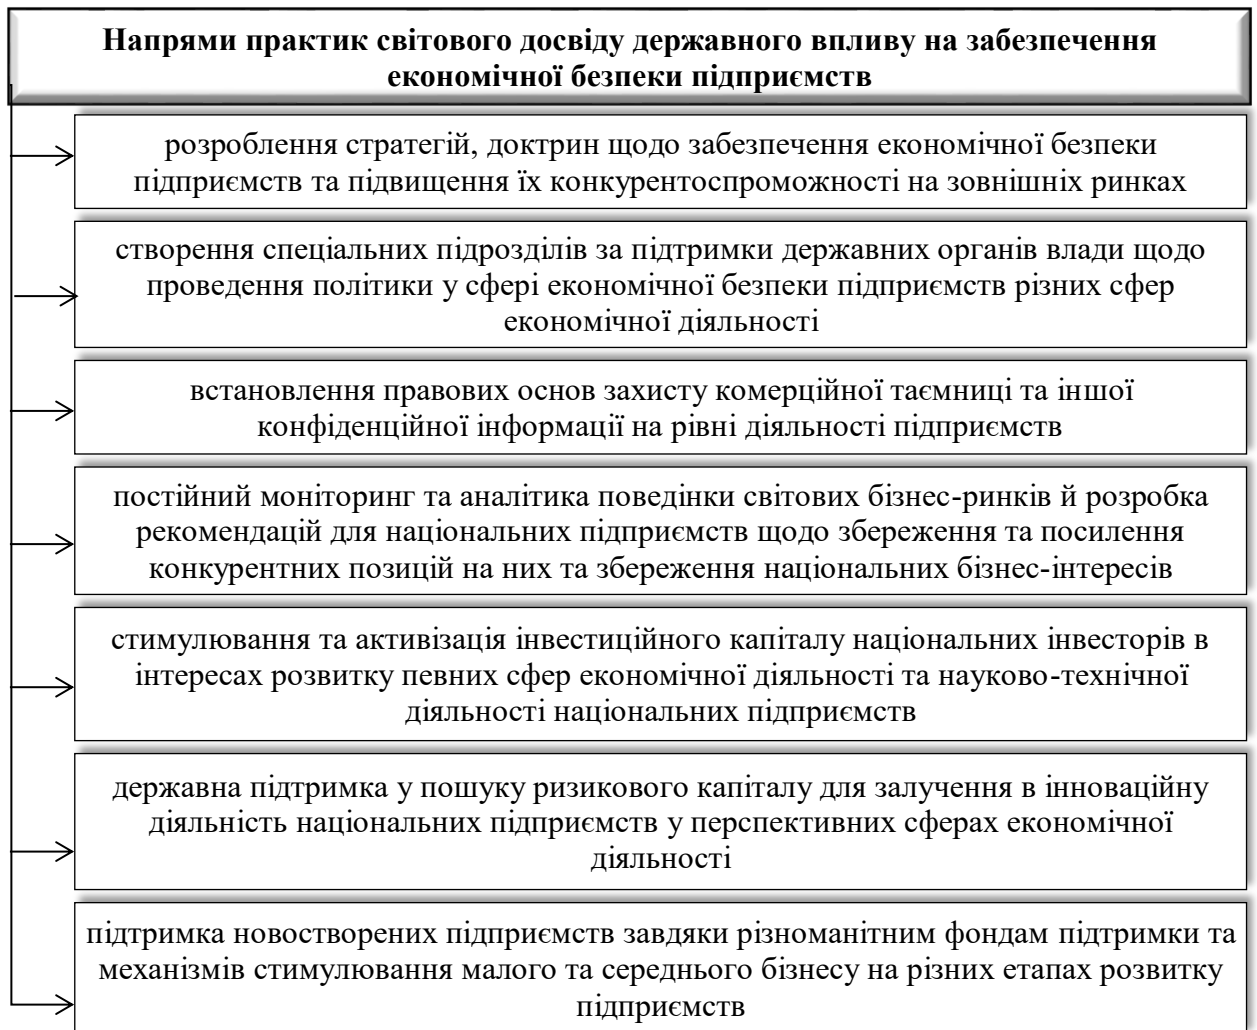 Напрями практик світового досвіду державного впливу на забезпечення
економічної безпеки підприємств
розроблення стратегій, доктрин щодо забезпечення економічної безпеки
підприємств та підвищення їх конкурентоспроможності на зовнішніх ринках
створення спеціальних підрозділів за підтримки державних органів влади щодо
проведення політики у сфері економічної безпеки підприємств різних сфер
економічної діяльності
встановлення правових основ захисту комерційної таємниці та іншої
конфіденційної інформації на рівні діяльності підприємств
постійний моніторинг та аналітика поведінки світових бізнес-ринків й розробка
рекомендацій для національних підприємств щодо збереження та посилення
конкурентних позицій на них та збереження національних бізнес-інтересів
стимулювання та активізація інвестиційного капіталу національних інвесторів в
інтересах розвитку певних сфер економічної діяльності та науково-технічної
діяльності національних підприємств
державна підтримка у пошуку ризикового капіталу для залучення в інноваційну
діяльність національних підприємств у перспективних сферах економічної
діяльності
підтримка новостворених підприємств завдяки різноманітним фондам підтримки та
механізмів стимулювання малого та середнього бізнесу на різних етапах розвитку
підприємств